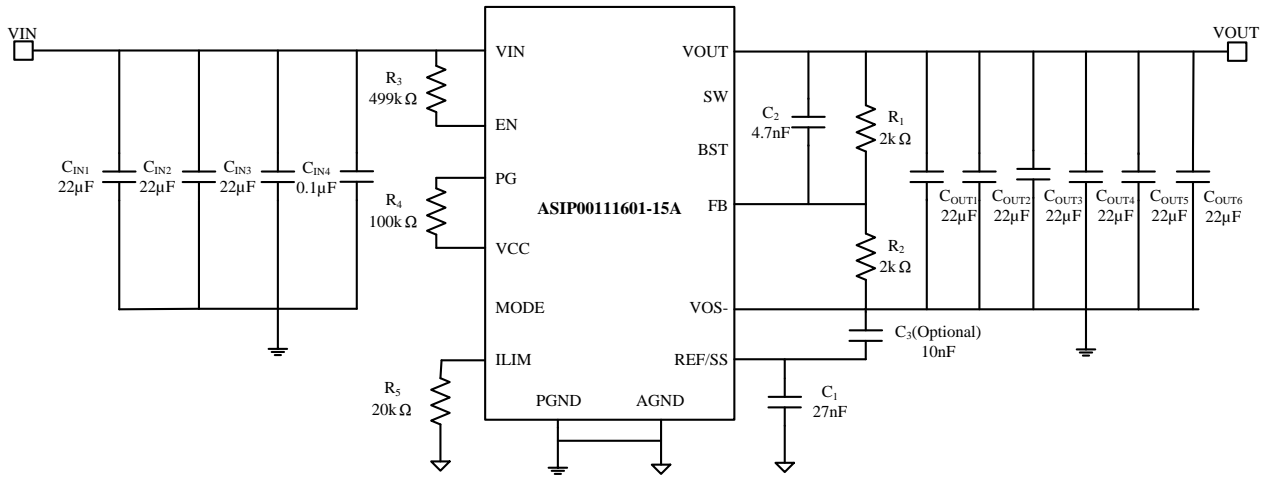 VIN
VOUT
VIN
VOUT
R3
499kΩ
SW
C2
4.7nF
R1
2kΩ
EN
BST
CIN1
22µF
CIN2
22µF
CIN3
22µF
CIN4
0.1µF
PG
R4
100kΩ
ASIP00111601-15A
FB
COUT1
22µF
COUT2
22µF
COUT3
22µF
COUT4
22µF
COUT5
22µF
COUT6
22µF
VCC
R2
2kΩ
MODE
VOS-
C3(Optional)
10nF
ILIM
REF/SS
R5
20kΩ
PGND
AGND
C1
27nF